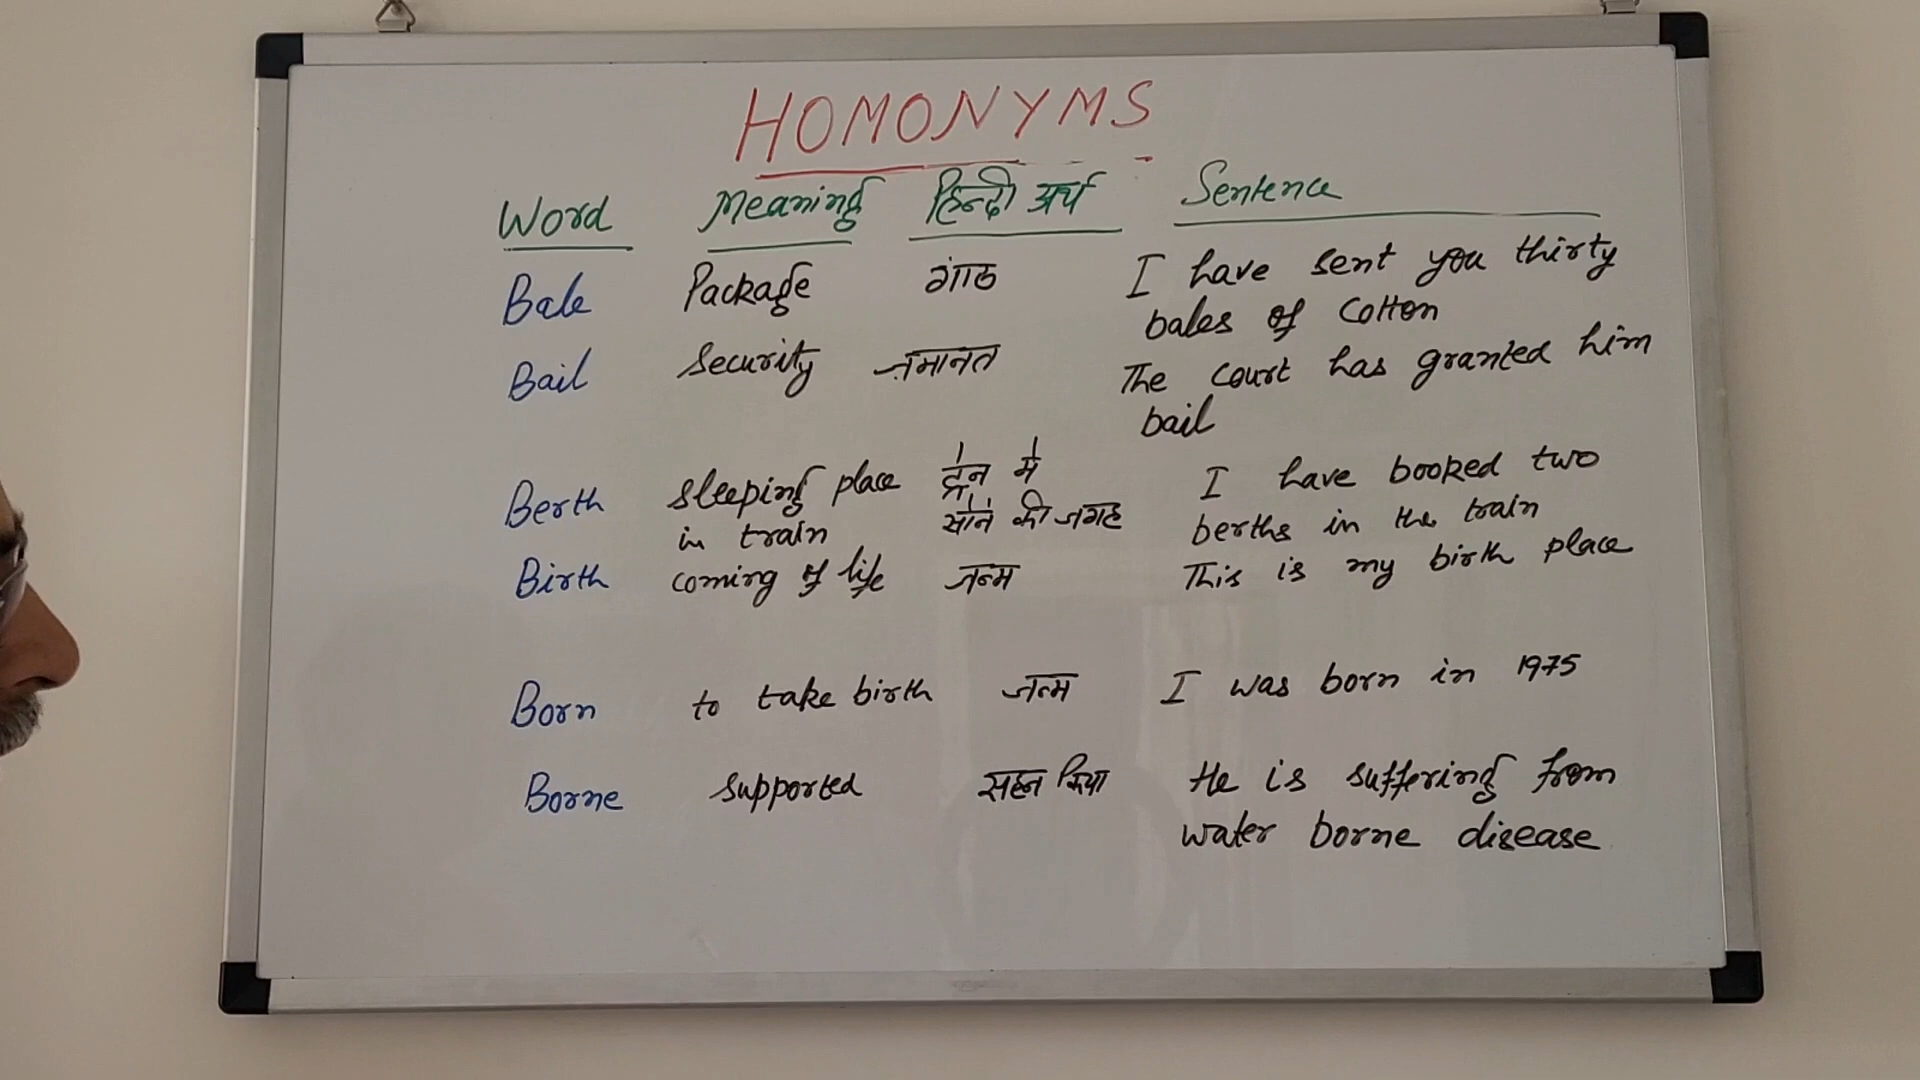 HOMONYMS
Word Meaning हिन्दी अर्थ Sentence
Bale Package गांठ I have sent you thirty
bales of Cotton
Bail Security ज़मानत The court has granted him
bail
Berth sleeping place ट्रेन में I have booked two
in train सोने की जगह berths in the train
Birth coming of life जन्म This is my birth place
Born to take birth जन्म I was born in 1975
Borne supported सहन किया He is suffering from
water borne disease